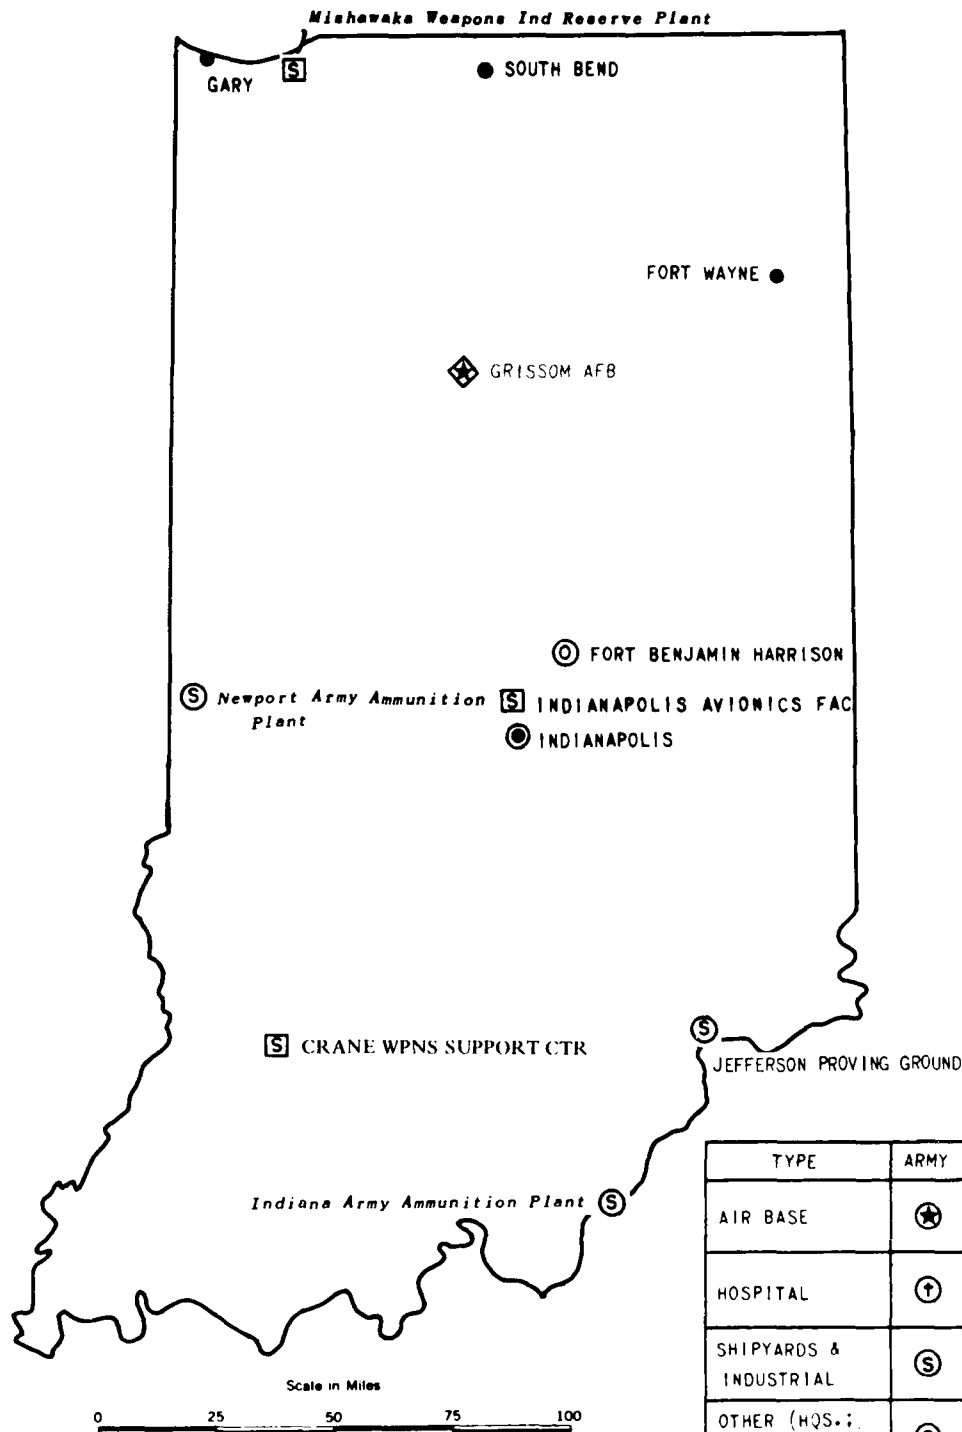 Mishawaka Weapons Ind Reserve Plant
S
GARY
SOUTH BEND
FORT WAYNE
GRISSOM AFB
O FORT BENJAMIN HARRISON
S Newport Army Ammunition
Plant
S INDIANAPOLIS AVIONICS FAC
INDIANAPOLIS
S
JEFFERSON PROVING GROUND
S CRANE WPNS SUPPORT CTR
Indiana Army Ammunition Plant S
TYPE ARMY
AIR BASE
HOSPITAL
SHIPYARDS &
INDUSTRIAL S
OTHER (HQS.;
Scale in Miles
0 25 50 75 100